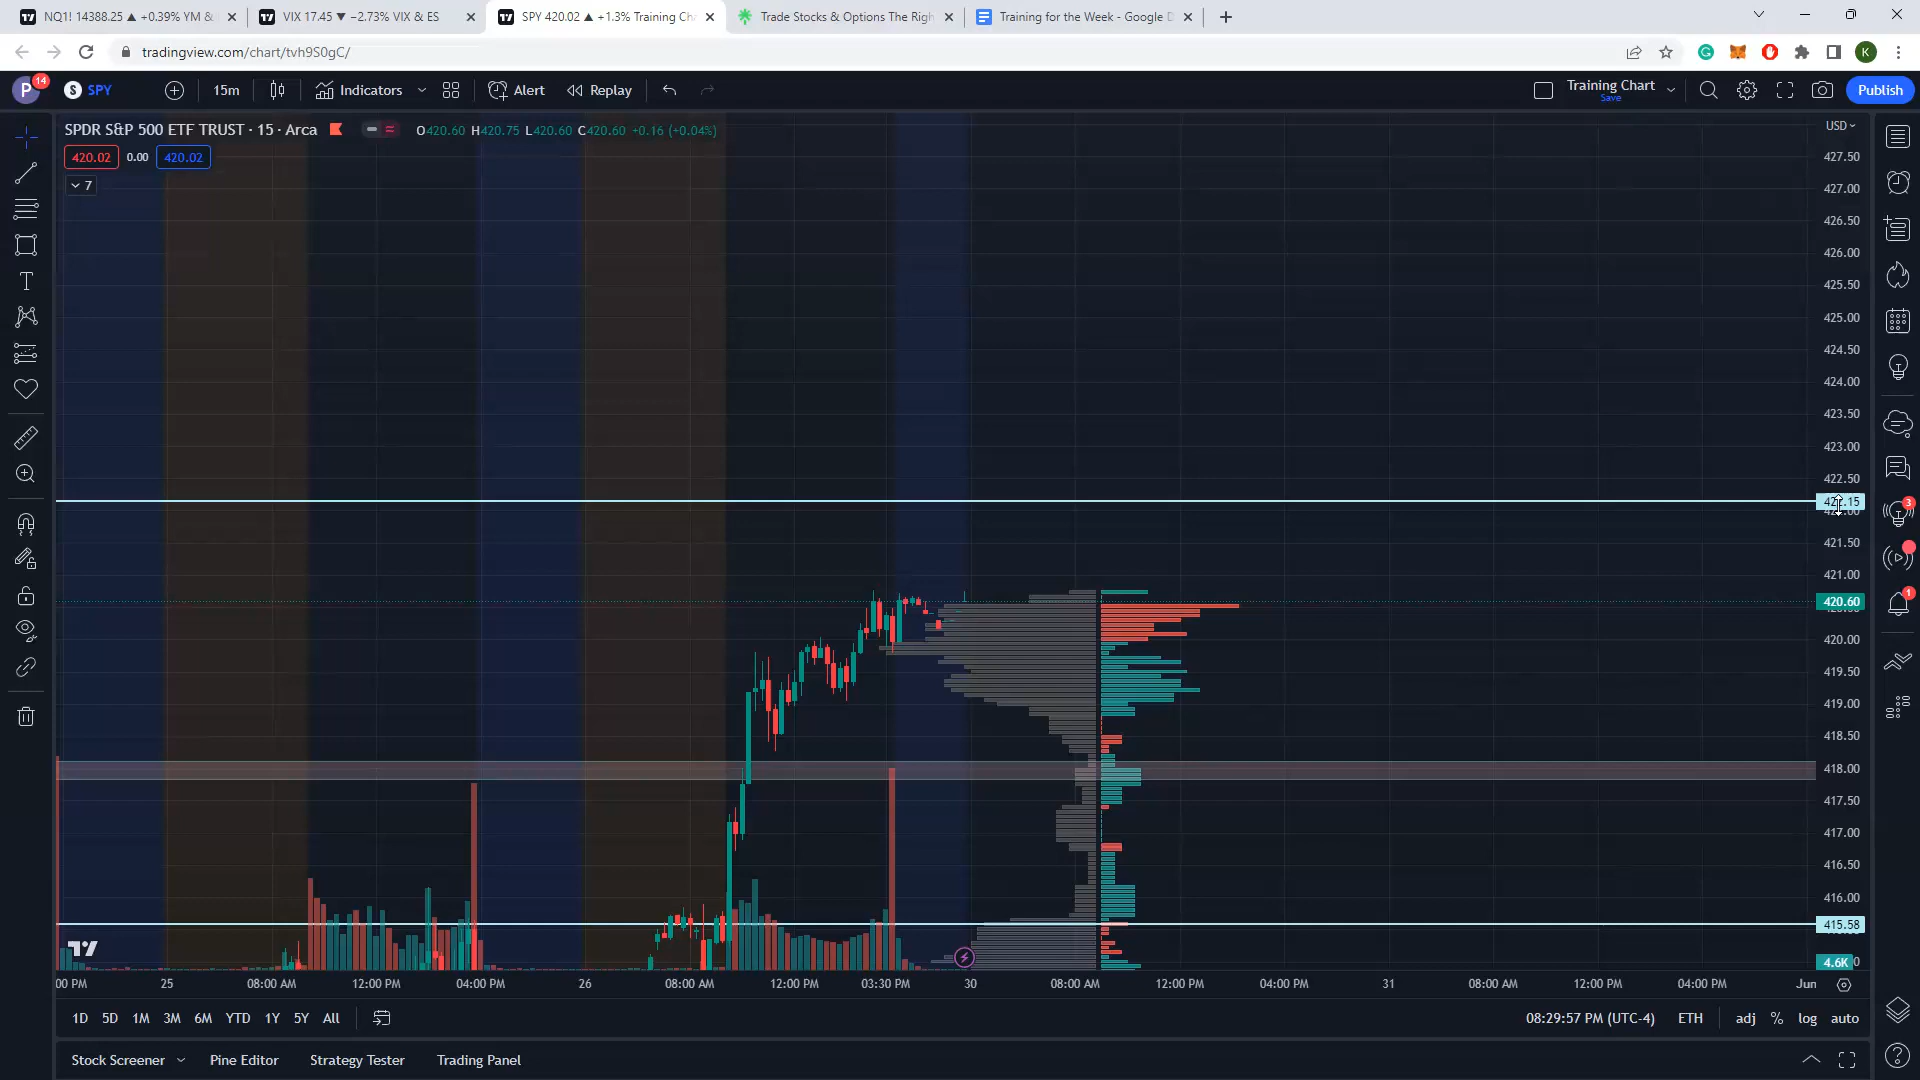 NQ1! 14388.25 ▲ +0.39% YM &
VIX 17.45 ▼ −2.73% VIX & ES
SPY 420.02 ▲ +1.3% Training Ch
Trade Stocks & Options The Righ
Training for the Week - Google D
tradingview.com/chart/tvh9S0gC/
K
P
14
S
SPY
15m
Indicators
Alert
Replay
Training Chart
Save
Publish
SPDR S&P 500 ETF TRUST · 15 · Arca
O420.60 H420.75 L420.60 C420.60 +0.16 (+0.04%)
USD
420.02
0.00
420.02
7
427.50
427.00
426.50
426.00
425.50
425.00
424.50
424.00
423.50
423.00
422.50
422.15
421.50
421.00
420.60
420.00
419.50
419.00
418.50
418.00
417.50
417.00
416.50
416.00
415.58
4.6K
3
1
:00 PM
25
08:00 AM
12:00 PM
04:00 PM
26
08:00 AM
12:00 PM
03:30 PM
30
08:00 AM
12:00 PM
04:00 PM
31
08:00 AM
12:00 PM
04:00 PM
Jun
1D 5D 1M 3M 6M YTD 1Y 5Y All
08:29:57 PM (UTC-4)
ETH
adj
%
log
auto
Stock Screener
Pine Editor
Strategy Tester
Trading Panel